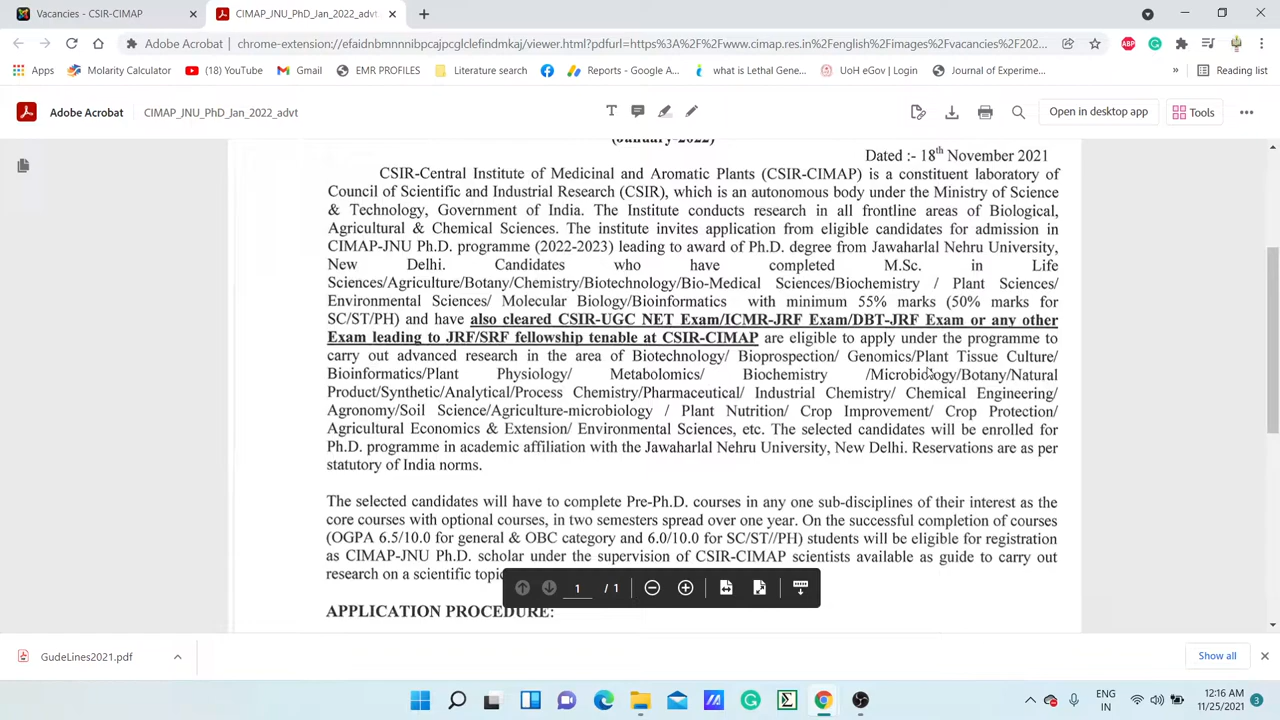 Vacancies - CSIR-CIMAP
CIMAP_JNU_PhD_Jan_2022_advt
Adobe Acrobat
chrome-extension://efaidnbmnnnibpcajpcglclefindmkaj/viewer.html?pdfurl=https%3A%2F%2Fwww.cimap.res.in%2Fenglish%2Fimages%2Fvacancies%2F202...
Apps
Molarity Calculator
(18) YouTube
Gmail
EMR PROFILES
Literature search
Reports - Google A...
what is Lethal Gene...
UoH eGov | Login
Journal of Experime...
»
Reading list
Adobe Acrobat
CIMAP_JNU_PhD_Jan_2022_advt
Open in desktop app
Tools
(January-2022)
Dated :- 18th November 2021
CSIR-Central Institute of Medicinal and Aromatic Plants (CSIR-CIMAP) is a constituent laboratory of
Council of Scientific and Industrial Research (CSIR), which is an autonomous body under the Ministry of Science
& Technology, Government of India. The Institute conducts research in all frontline areas of Biological,
Agricultural & Chemical Sciences. The institute invites application from eligible candidates for admission in
CIMAP-JNU Ph.D. programme (2022-2023) leading to award of Ph.D. degree from Jawaharlal Nehru University,
New Delhi. Candidates who have completed M.Sc. in Life
Sciences/Agriculture/Botany/Chemistry/Biotechnology/Bio-Medical Sciences/Biochemistry / Plant Sciences/
Environmental Sciences/ Molecular Biology/Bioinformatics with minimum 55% marks (50% marks for
SC/ST/PH) and have also cleared CSIR-UGC NET Exam/ICMR-JRF Exam/DBT-JRF Exam or any other
Exam leading to JRF/SRF fellowship tenable at CSIR-CIMAP are eligible to apply under the programme to
carry out advanced research in the area of Biotechnology/ Bioprospection/ Genomics/Plant Tissue Culture/
Bioinformatics/Plant Physiology/ Metabolomics/ Biochemistry /Microbiology/Botany/Natural
Product/Synthetic/Analytical/Process Chemistry/Pharmaceutical/ Industrial Chemistry/ Chemical Engineering/
Agronomy/Soil Science/Agriculture-microbiology / Plant Nutrition/ Crop Improvement/ Crop Protection/
Agricultural Economics & Extension/ Environmental Sciences, etc. The selected candidates will be enrolled for
Ph.D. programme in academic affiliation with the Jawaharlal Nehru University, New Delhi. Reservations are as per
statutory of India norms.
The selected candidates will have to complete Pre-Ph.D. courses in any one sub-disciplines of their interest as the
core courses with optional courses, in two semesters spread over one year. On the successful completion of courses
(OGPA 6.5/10.0 for general & OBC category and 6.0/10.0 for SC/ST//PH) students will be eligible for registration
as CIMAP-JNU Ph.D. scholar under the supervision of CSIR-CIMAP scientists available as guide to carry out
research on a scientific topic
1 / 1
APPLICATION PROCEDURE:
GudeLines2021.pdf
Show all
ENG
IN
12:16 AM
11/25/2021
3